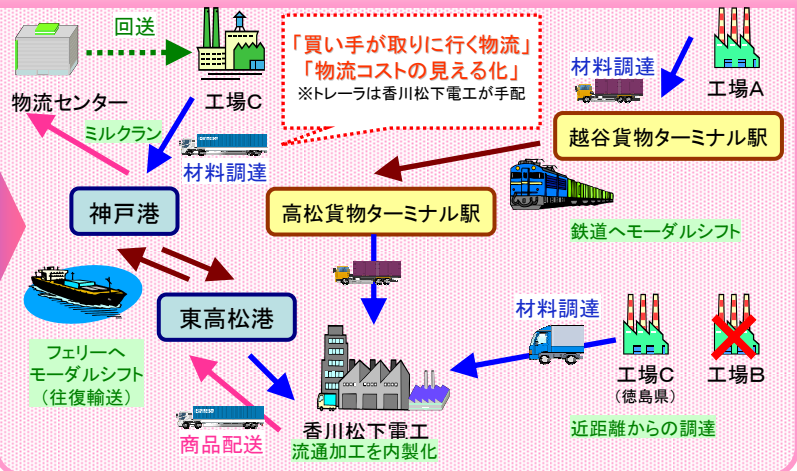 回送
物流センター
工場C
「買い手が取りに行く物流」
「物流コストの見える化」
※トレーラは香川松下電工が手配
材料調達
工場A
ミルクラン
材料調達
越谷貨物ターミナル駅
神戸港
高松貨物ターミナル駅
鉄道へモーダルシフト
東高松港
フェリーへ
モーダルシフト
(往復輸送)
材料調達
工場C
(徳島県)
工場B
商品配送
香川松下電工
流通加工を内製化
近距離からの調達